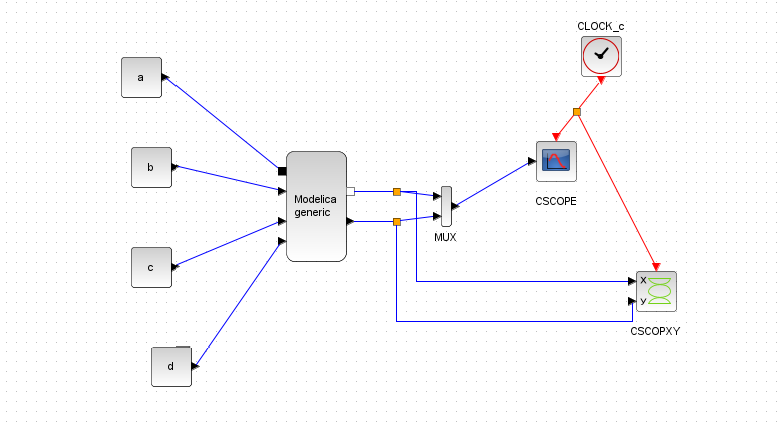 CLOCK_c
a
b
Modelica
generic
CSCOPE
MUX
c
X
y
CSCOPXY
d